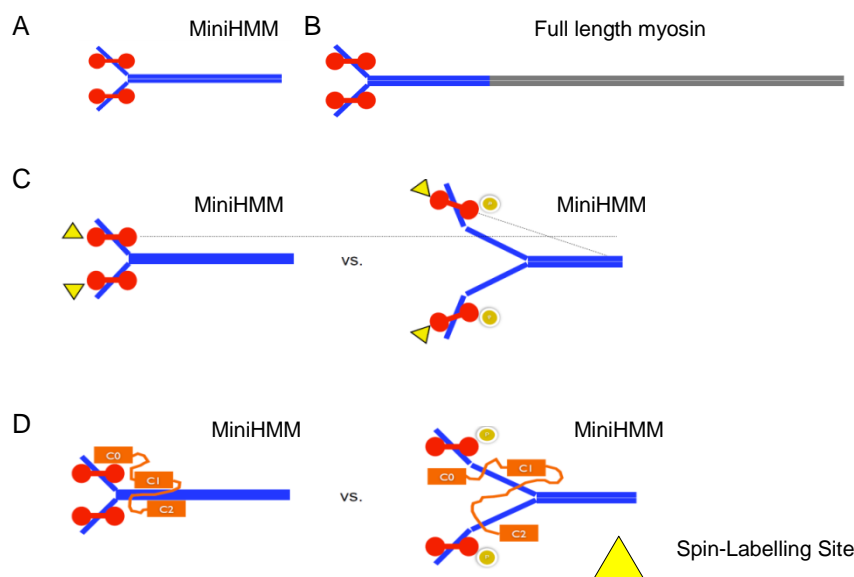 A
MiniHMM
B
Full length myosin
C
MiniHMM
vs.
MiniHMM
D
MiniHMM
C0
C1
C2
vs.
MiniHMM
C0
C1
C2
Spin-Labelling Site